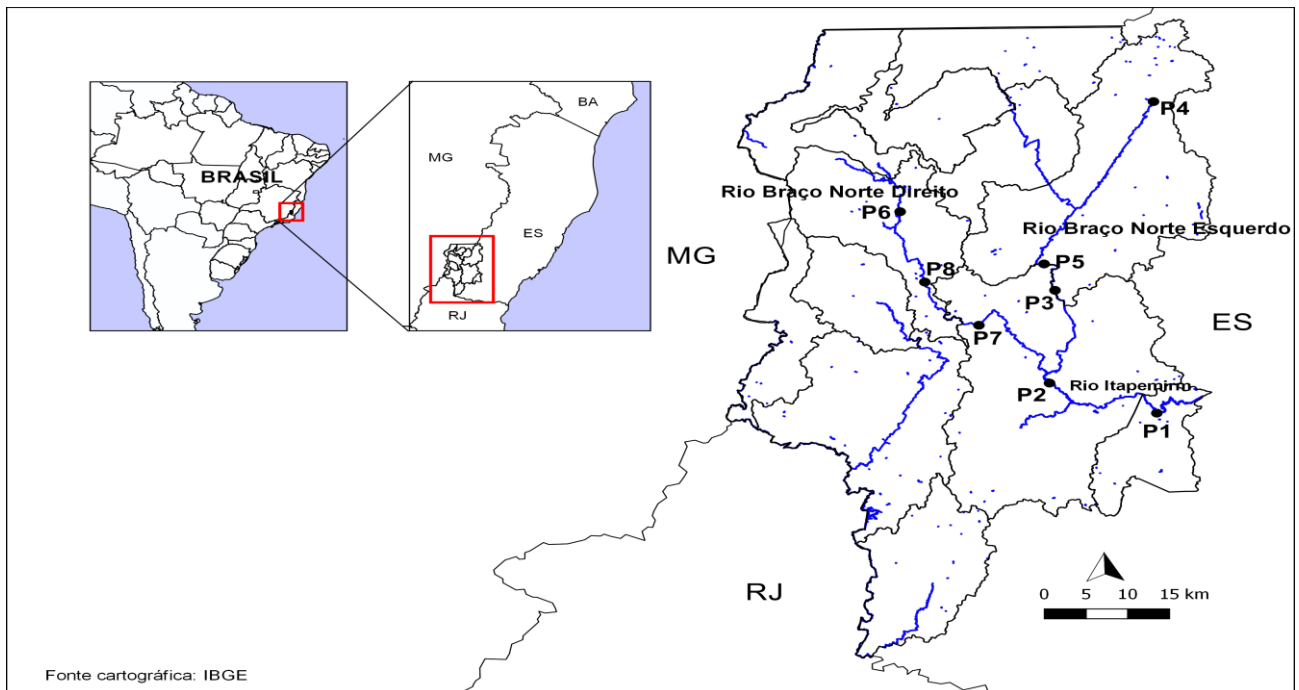 BRASIL
MG
BA
ES
RJ
P4
Rio Braço Norte Direito
P6
Rio Braço Norte Esquerdo
MG
P8
P5
P3
ES
P7
P2
Rio Itapemirm
P1
RJ
0 5 10 15 km
Fonte cartográfica: IBGE